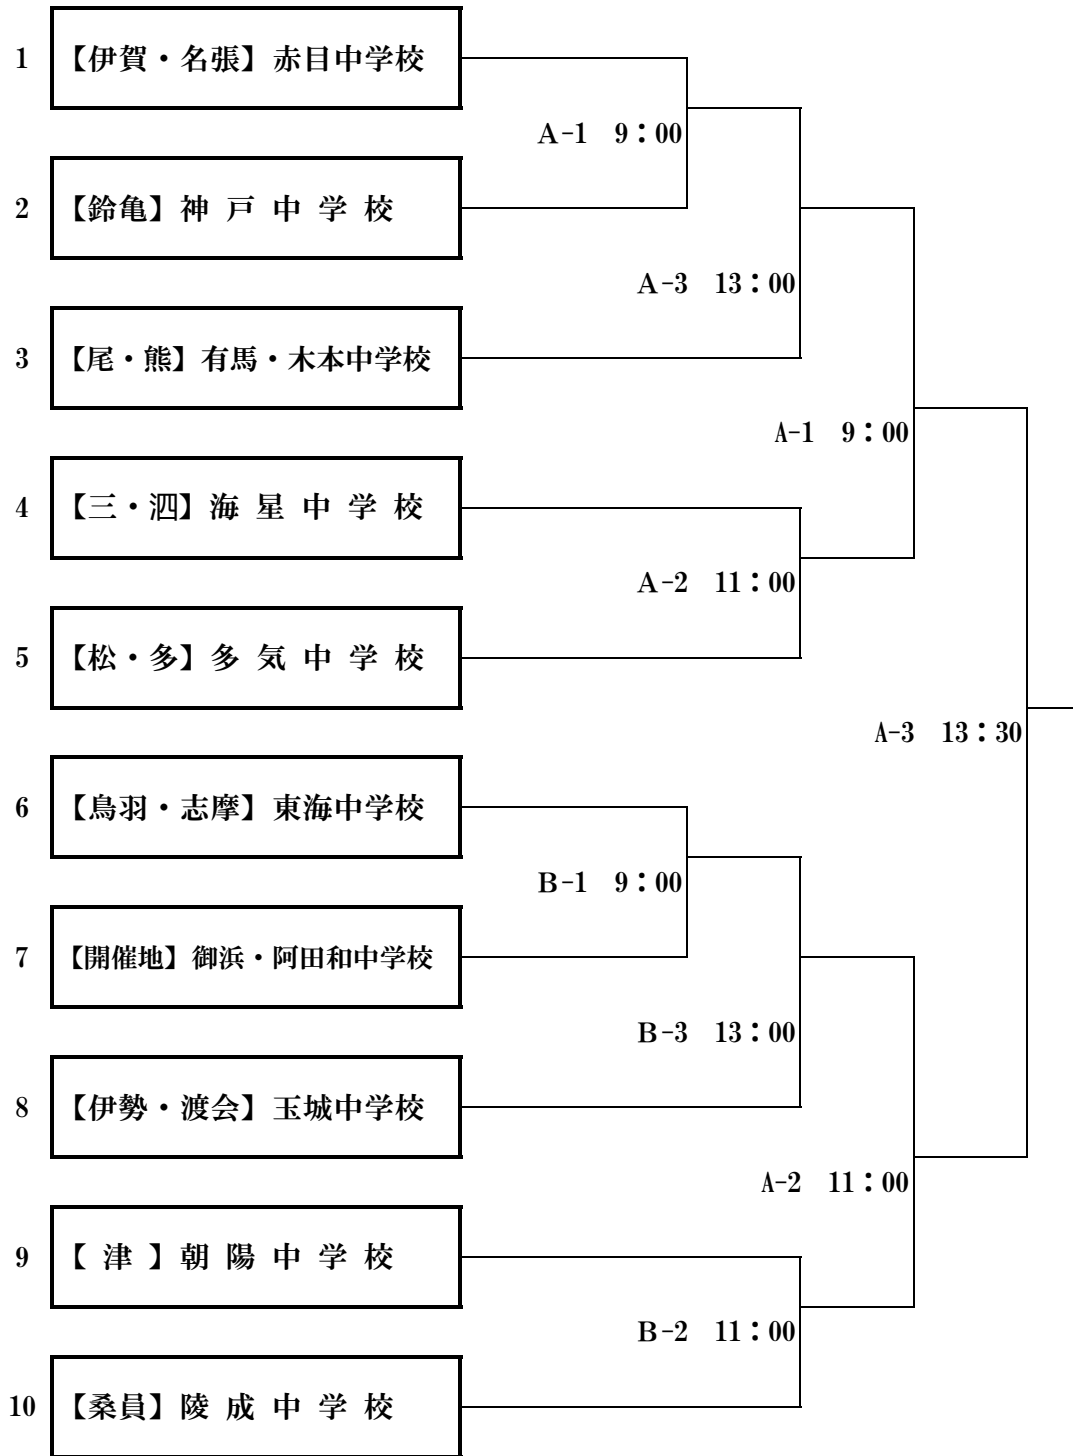 1 【伊賀・名張】赤目中学校
A-1 9：00
2 【鈴亀】神 戸 中 学 校
A-3 13：00
3 【尾・熊】有馬・木本中学校
A-1 9：00
4 【三・泗】海 星 中 学 校
A-2 11：00
5 【松・多】多 気 中 学 校
A-3 13：30
6 【鳥羽・志摩】東海中学校
B-1 9：00
7 【開催地】御浜・阿田和中学校
B-3 13：00
8 【伊勢・渡会】玉城中学校
A-2 11：00
9 【 津 】朝 陽 中 学 校
B-2 11：00
10 【桑員】陵 成 中 学 校